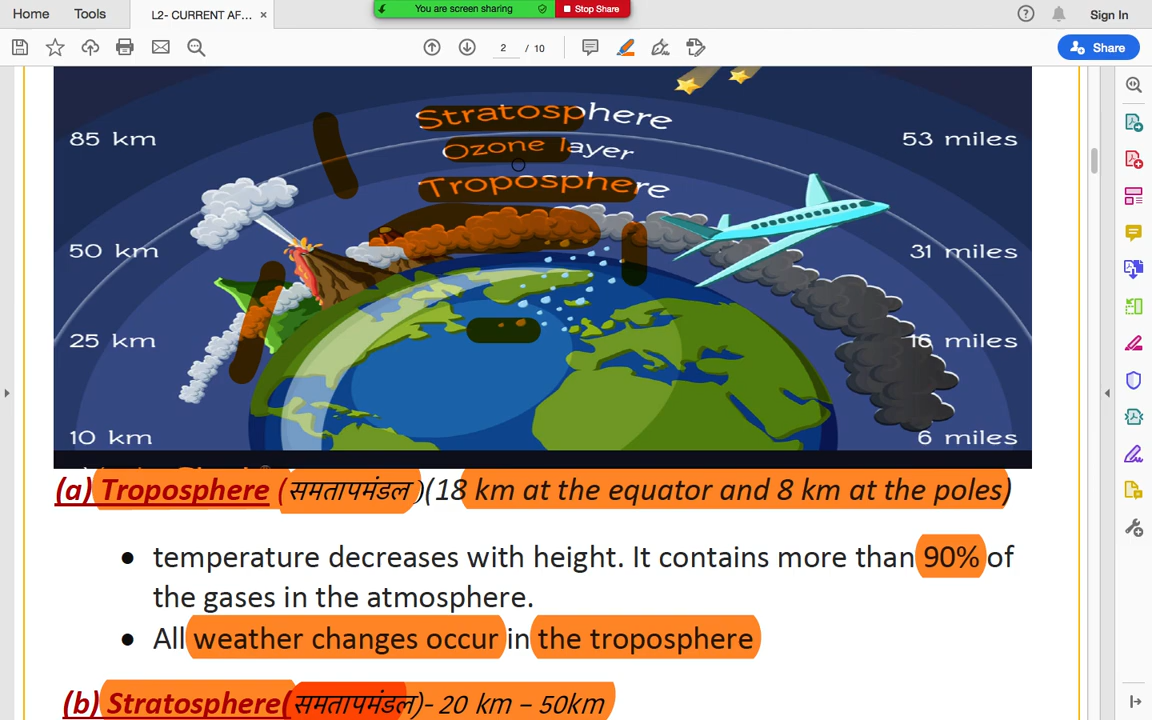 Home Tools L2- CURRENT AF... × You are screen sharing Stop Share Sign In
2 / 10 Share
Stratosphere
85 km 53 miles
Ozone layer
Troposphere
50 km 31 miles
25 km 16 miles
10 km 6 miles
(a) Troposphere (समतापमंडल )(18 km at the equator and 8 km at the poles)
• temperature decreases with height. It contains more than 90% of
the gases in the atmosphere.
• All weather changes occur in the troposphere
(b) Stratosphere(समतापमंडल)- 20 km – 50km